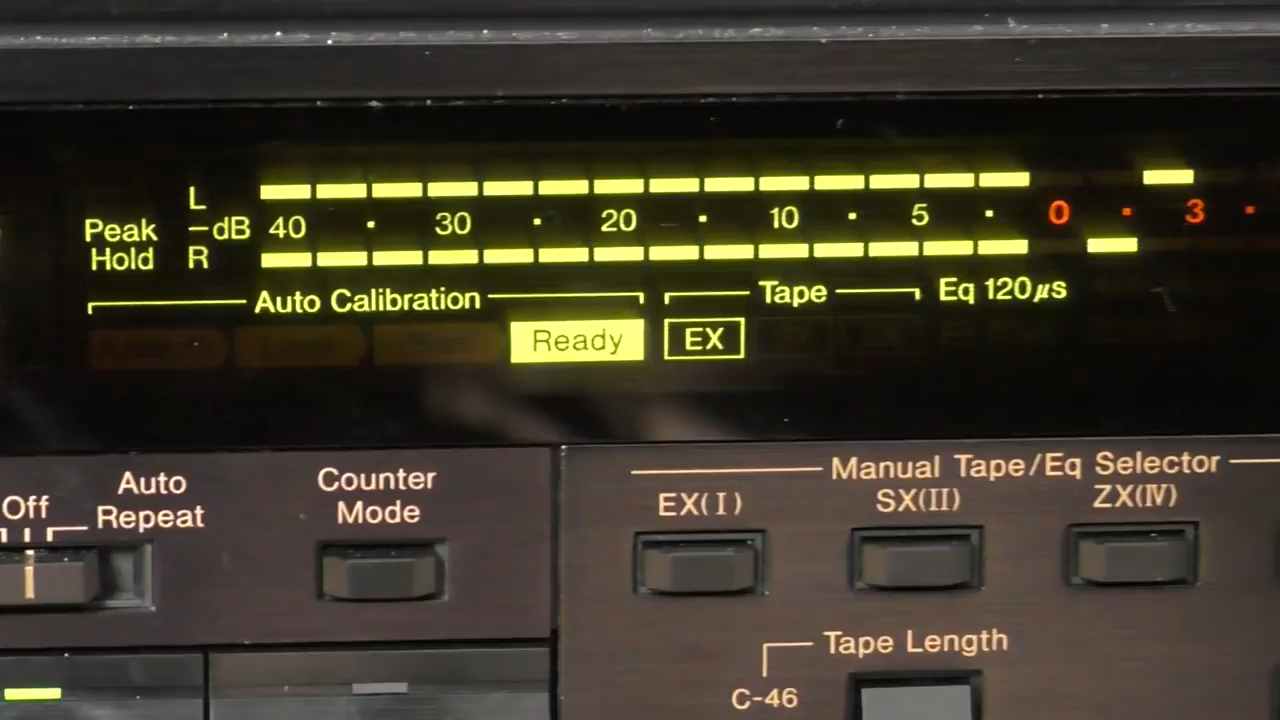 L
Peak
Hold
-dB 40 · 30 · 20 · 10 · 5 · 0 · 3 ·
R
Auto Calibration
Tape
Eq 120µs
Ready
EX
Off
Auto
Repeat
Counter
Mode
Manual Tape/Eq Selector
EX(I)
SX(II)
ZX(IV)
Tape Length
C-46